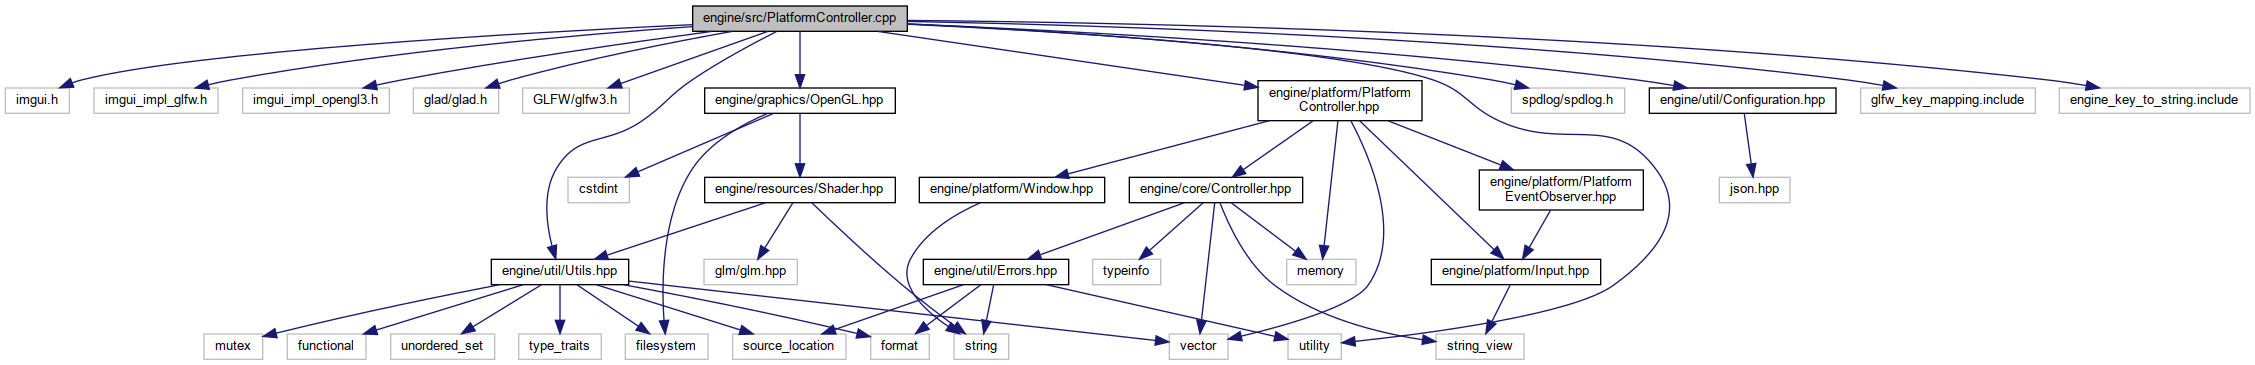 engine/src/PlatformController.cpp
imgui.h
imgui_impl_glfw.h
imgui_impl_opengl3.h
glad/glad.h
GLFW/glfw3.h
engine/graphics/OpenGL.hpp
engine/platform/Platform
Controller.hpp
spdlog/spdlog.h
engine/util/Configuration.hpp
glfw_key_mapping.include
engine_key_to_string.include
cstdint
engine/resources/Shader.hpp
engine/platform/Window.hpp
engine/core/Controller.hpp
engine/platform/Platform
EventObserver.hpp
json.hpp
engine/util/Utils.hpp
glm/glm.hpp
engine/util/Errors.hpp
typeinfo
memory
engine/platform/Input.hpp
mutex
functional
unordered_set
type_traits
filesystem
source_location
format
string
vector
utility
string_view